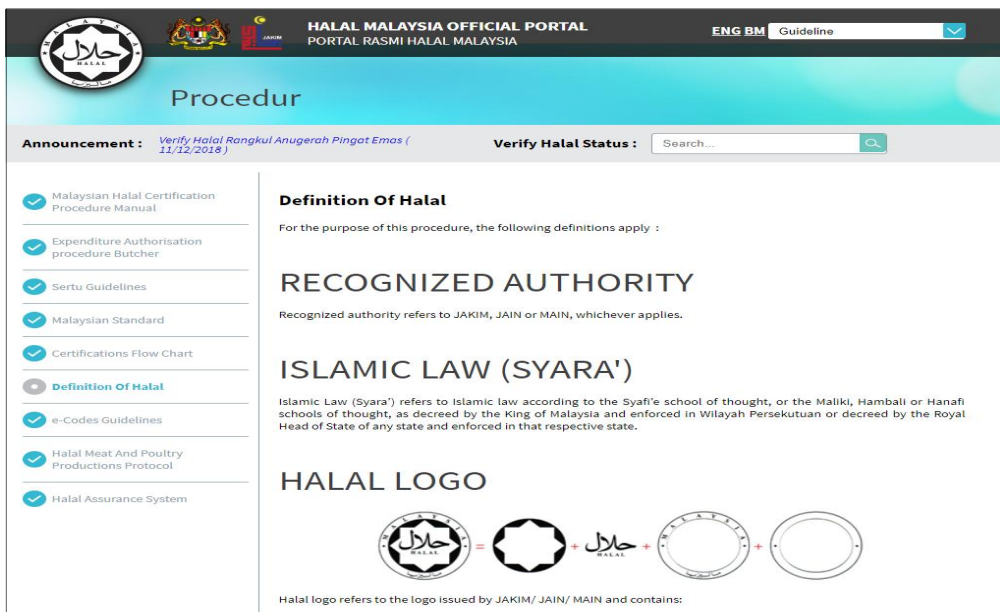 HALAL MALAYSIA OFFICIAL PORTAL
PORTAL RASMI HALAL MALAYSIA
JAKIM
ENG BM
Guideline
حلال
HALAL
Procedur
Announcement :
Verify Halal Rangkul Anugerah Pingat Emas (
11/12/2018 )
Verify Halal Status :
Search...
Malaysian Halal Certification
Procedure Manual
Expenditure Authorisation
procedure Butcher
Sertu Guidelines
Malaysian Standard
Certifications Flow Chart
Definition Of Halal
e-Codes Guidelines
Halal Meat And Poultry
Productions Protocol
Halal Assurance System
Definition Of Halal
For the purpose of this procedure, the following definitions apply :
RECOGNIZED AUTHORITY
Recognized authority refers to JAKIM, JAIN or MAIN, whichever applies.
ISLAMIC LAW (SYARA')
Islamic Law (Syara’) refers to Islamic law according to the Syafi’e school of thought, or the Maliki, Hambali or Hanafi
schools of thought, as decreed by the King of Malaysia and enforced in Wilayah Persekutuan or decreed by the Royal
Head of State of any state and enforced in that respective state.
HALAL LOGO
MALAYSIA
حلال
HALAL
ماليزيا
=
+
حلال
HALAL
+
MALAYSIA
ماليزيا
+
Halal logo refers to the logo issued by JAKIM/ JAIN/ MAIN and contains: